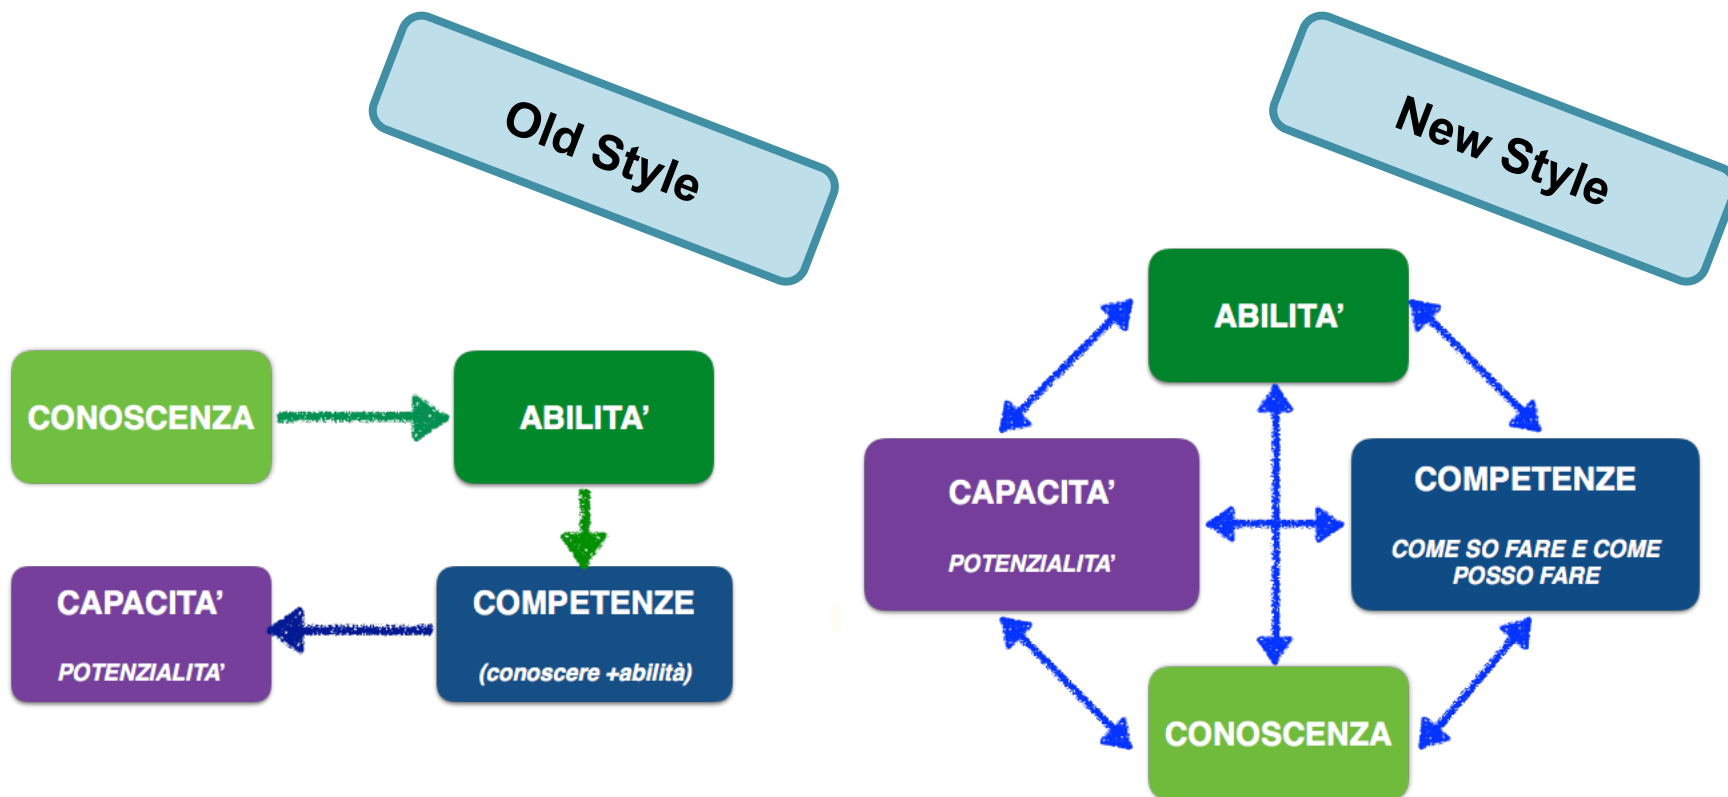 Old Style
CONOSCENZA
ABILITA’
CAPACITA’
POTENZIALITA’
COMPETENZE
(conoscere +abilità)
New Style
ABILITA’
CAPACITA’
POTENZIALITA’
COMPETENZE
COME SO FARE E COME
POSSO FARE
CONOSCENZA